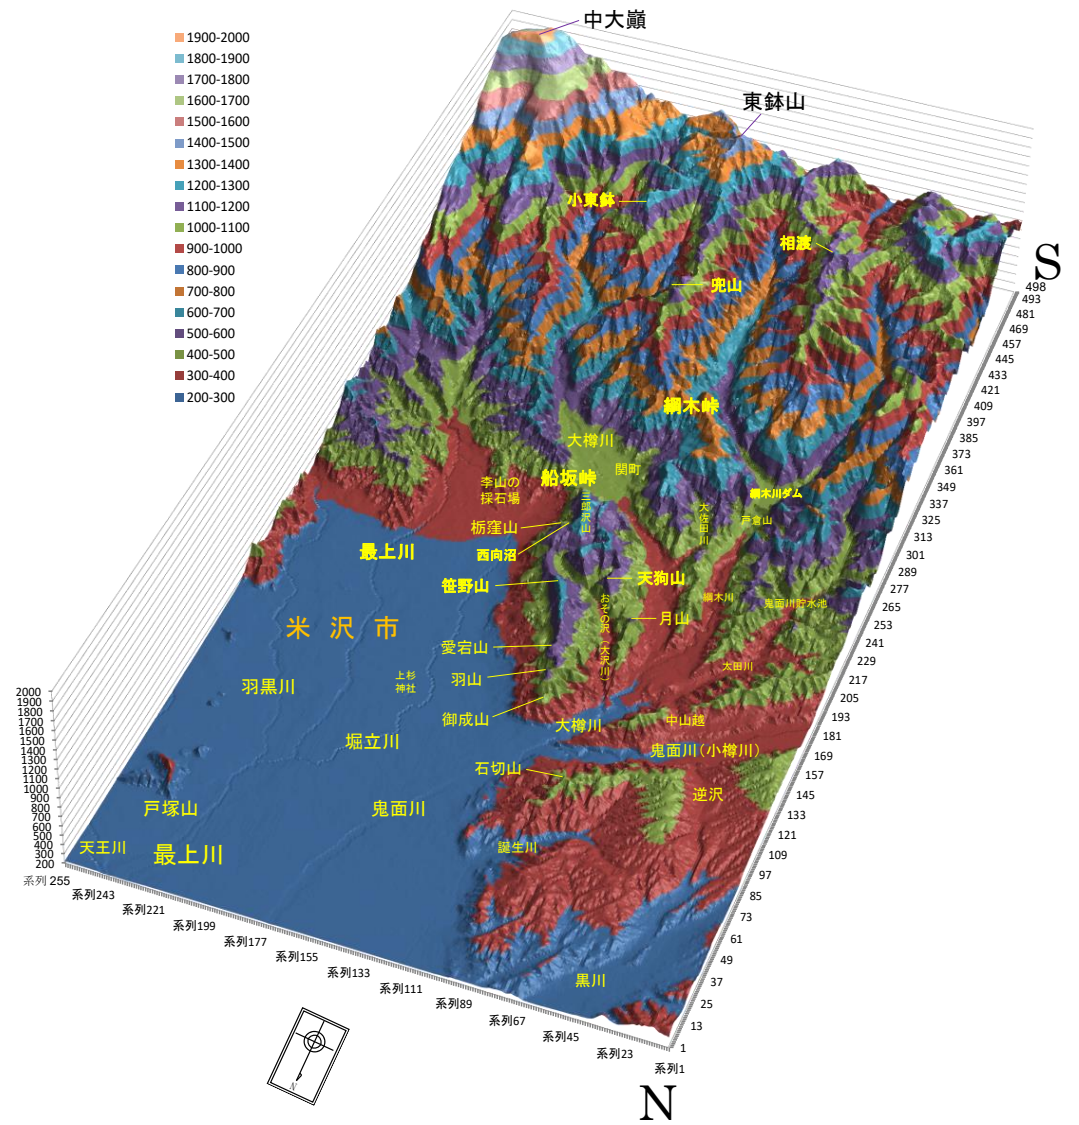 中大巓
1900-2000
1800-1900
1700-1800
1600-1700
1500-1600
1400-1500
1300-1400
1200-1300
1100-1200
1000-1100
900-1000
800-900
700-800
600-700
500-600
400-500
300-400
200-300
東鉢山
小東鉢
相渡
兜山
S
綱木峠
大樽川
関町
船坂峠
李山の
採石場
綱木川ダム
三郎沢山
大佐田川
戸倉山
栃窪山
最上川
西向沼
笹野山
天狗山
おその沢（大沢川）
綱木川
鬼面川貯水池
月山
米沢市
愛宕山
太田川
羽黒川
上杉
神社
羽山
御成山
大樽川
中山越
堀立川
鬼面川（小樽川）
石切山
逆沢
戸塚山
鬼面川
天王川
最上川
誕生川
黒川
2000
1900
1800
1700
1600
1500
1400
1300
1200
1100
1000
900
800
700
600
500
400
300
200
系列 255
系列243
系列221
系列199
系列177
系列155
系列133
系列111
系列89
系列67
系列45
系列23
系列1
498
493
481
469
457
445
433
421
409
397
385
373
361
349
337
325
313
301
289
277
265
253
241
229
217
205
193
181
169
157
145
133
121
109
97
85
73
61
49
37
25
13
1
N
N